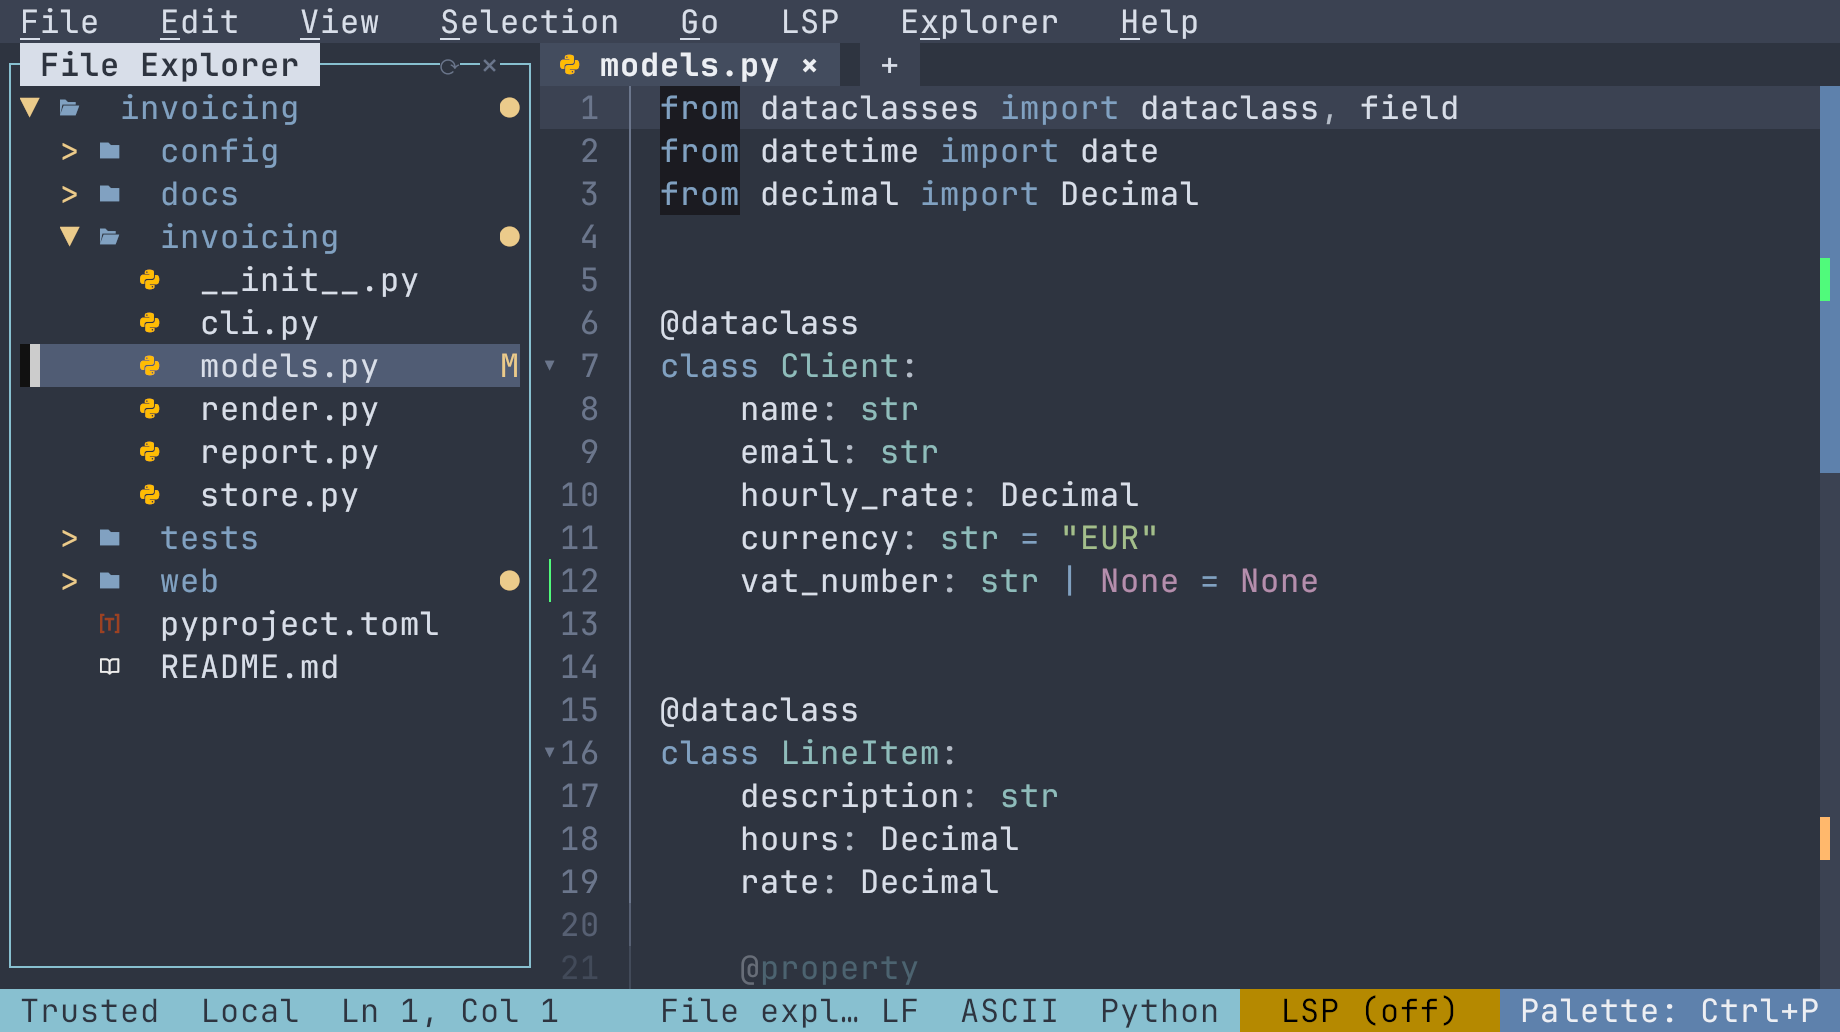 File Edit View Selection Go LSP Explorer Help
File Explorer ⟳ × models.py × +
▼ invoicing ●
> config
> docs
▼ invoicing ●
__init__.py
cli.py
models.py M
render.py
report.py
store.py
> tests
> web ●
[T] pyproject.toml
README.md
1 from dataclasses import dataclass, field
2 from datetime import date
3 from decimal import Decimal
4
5
6 @dataclass
▾ 7 class Client:
8     name: str
9     email: str
10     hourly_rate: Decimal
11     currency: str = "EUR"
12     vat_number: str | None = None
13
14
15 @dataclass
▾16 class LineItem:
17     description: str
18     hours: Decimal
19     rate: Decimal
20
21     @property
Trusted Local Ln 1, Col 1 File expl… LF ASCII Python LSP (off) Palette: Ctrl+P